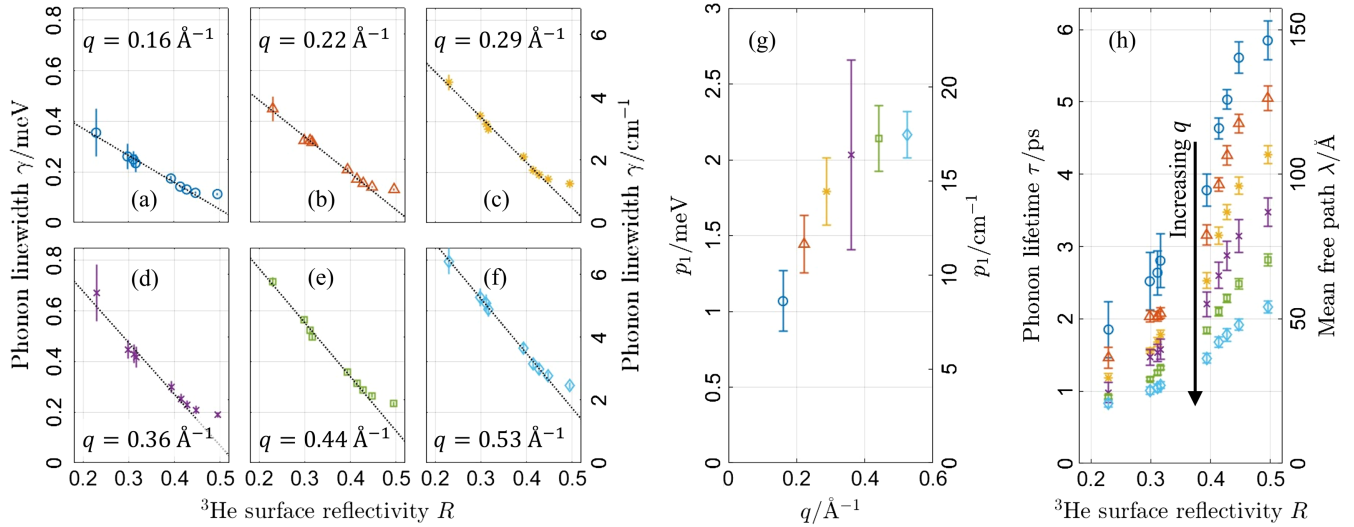 Phonon linewidth γ/meV
0.8
0.6
0.4
0.2
0
q = 0.16 Å⁻¹
(a)
q = 0.22 Å⁻¹
(b)
q = 0.29 Å⁻¹
(c)
6
4
2
0
Phonon linewidth γ/cm⁻¹
0.8
0.6
0.4
0.2
0
(d)
q = 0.36 Å⁻¹
(e)
q = 0.44 Å⁻¹
(f)
q = 0.53 Å⁻¹
6
4
2
0
0.2 0.3 0.4 0.5
0.2 0.3 0.4 0.5
0.2 0.3 0.4 0.5
³He surface reflectivity R
(g)
p₁/meV
3
2.5
2
1.5
1
0.5
0
20
15
10
5
0
p₁/cm⁻¹
0 0.2 0.4 0.6
q/Å⁻¹
(h)
Phonon lifetime τ/ps
6
5
4
3
2
1
0
Increasing q
150
100
50
0
Mean free path λ/Å
0.2 0.3 0.4 0.5
³He surface reflectivity R